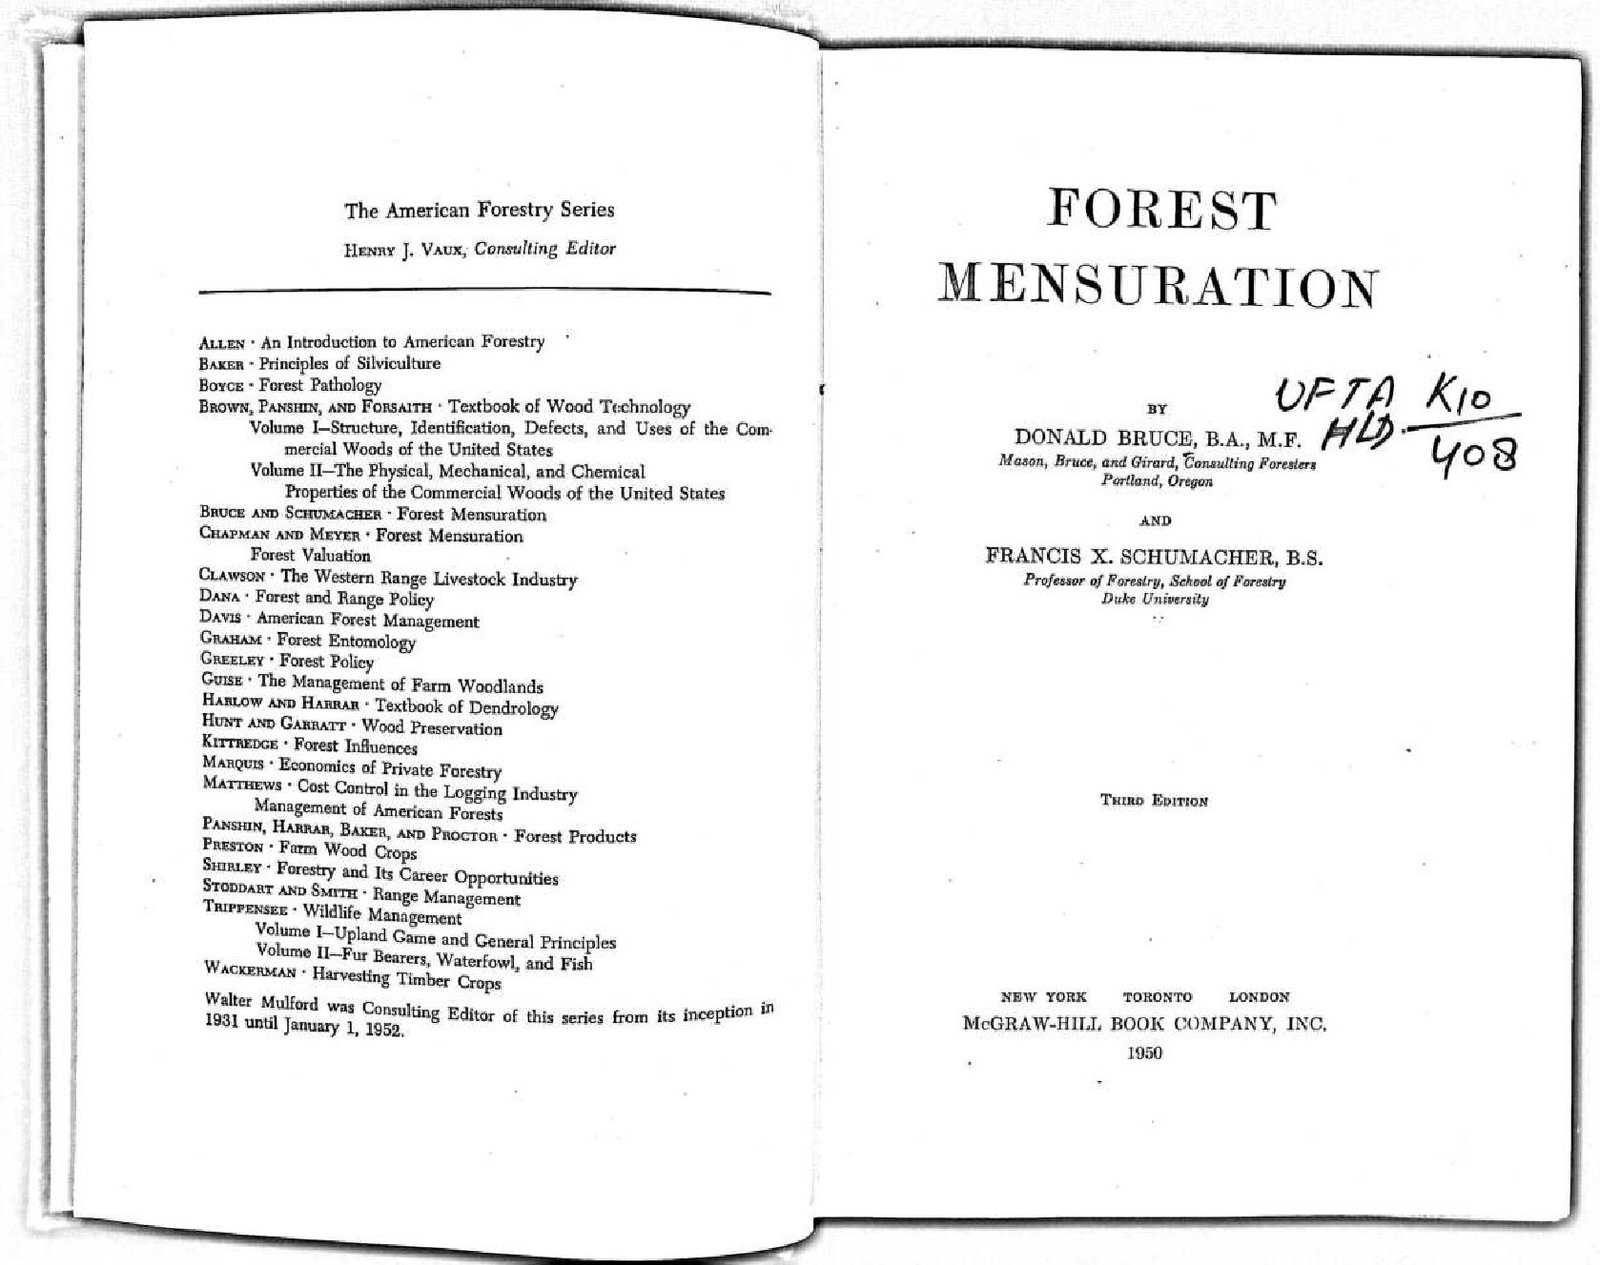 The American Forestry Series
Henry J. Vaux, Consulting Editor
Allen · An Introduction to American Forestry
Baker · Principles of Silviculture
Boyce · Forest Pathology
Brown, Panshin, and Forsaith · Textbook of Wood Technology
Volume I—Structure, Identification, Defects, and Uses of the Com-
mercial Woods of the United States
Volume II—The Physical, Mechanical, and Chemical
Properties of the Commercial Woods of the United States
Bruce and Schumacher · Forest Mensuration
Chapman and Meyer · Forest Mensuration
Forest Valuation
Clawson · The Western Range Livestock Industry
Dana · Forest and Range Policy
Davis · American Forest Management
Graham · Forest Entomology
Greeley · Forest Policy
Guise · The Management of Farm Woodlands
Harlow and Harrar · Textbook of Dendrology
Hunt and Garratt · Wood Preservation
Kittredge · Forest Influences
Marquis · Economics of Private Forestry
Matthews · Cost Control in the Logging Industry
Management of American Forests
Panshin, Harrar, Baker, and Proctor · Forest Products
Preston · Farm Wood Crops
Shirley · Forestry and Its Career Opportunities
Stoddart and Smith · Range Management
Trippensee · Wildlife Management
Volume I—Upland Game and General Principles
Volume II—Fur Bearers, Waterfowl, and Fish
Wackerman · Harvesting Timber Crops
Walter Mulford was Consulting Editor of this series from its inception in
1931 until January 1, 1952.
FOREST
MENSURATION
BY
DONALD BRUCE, B.A., M.F.
Mason, Bruce, and Girard, Consulting Foresters
Portland, Oregon
AND
FRANCIS X. SCHUMACHER, B.S.
Professor of Forestry, School of Forestry
Duke University
UFTA K10
HLD. 408
Third Edition
NEW YORK TORONTO LONDON
McGRAW-HILL BOOK COMPANY, INC.
1950